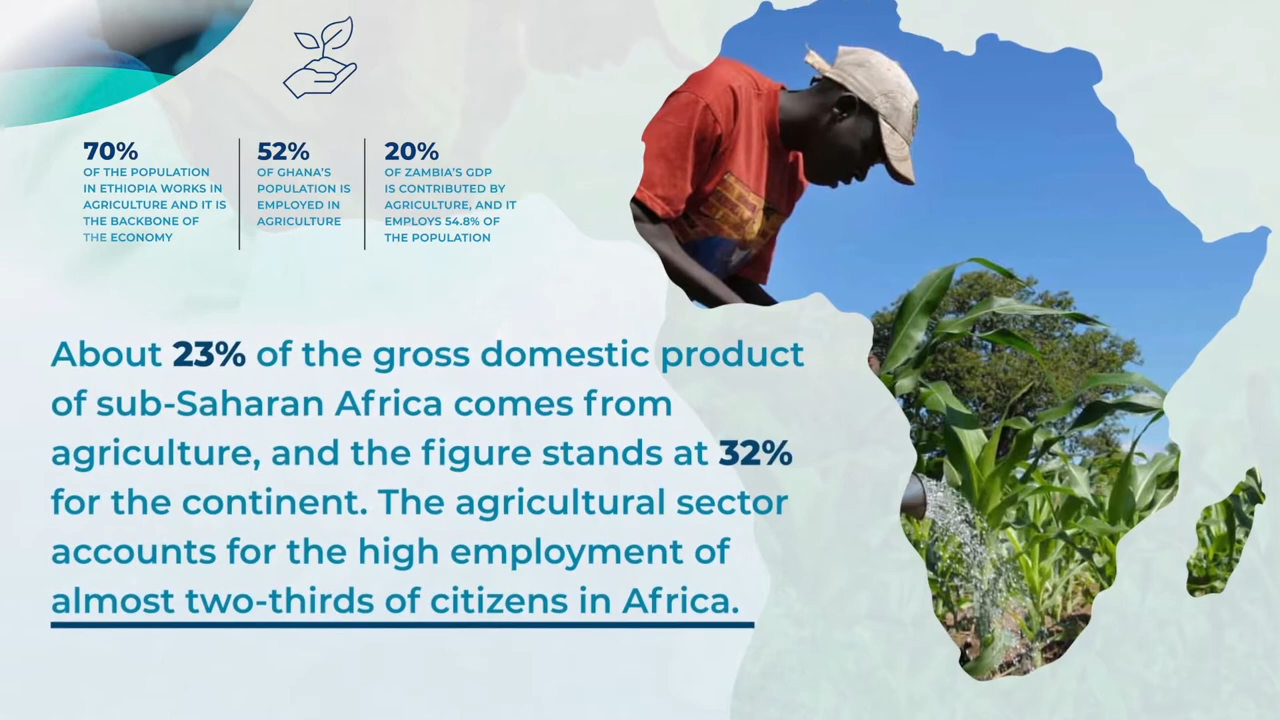 70%
OF THE POPULATION
IN ETHIOPIA WORKS IN
AGRICULTURE AND IT IS
THE BACKBONE OF
THE ECONOMY
52%
OF GHANA'S
POPULATION IS
EMPLOYED IN
AGRICULTURE
20%
OF ZAMBIA'S GDP
IS CONTRIBUTED BY
AGRICULTURE, AND IT
EMPLOYS 54.8% OF
THE POPULATION
About 23% of the gross domestic product
of sub-Saharan Africa comes from
agriculture, and the figure stands at 32%
for the continent. The agricultural sector
accounts for the high employment of
almost two-thirds of citizens in Africa.